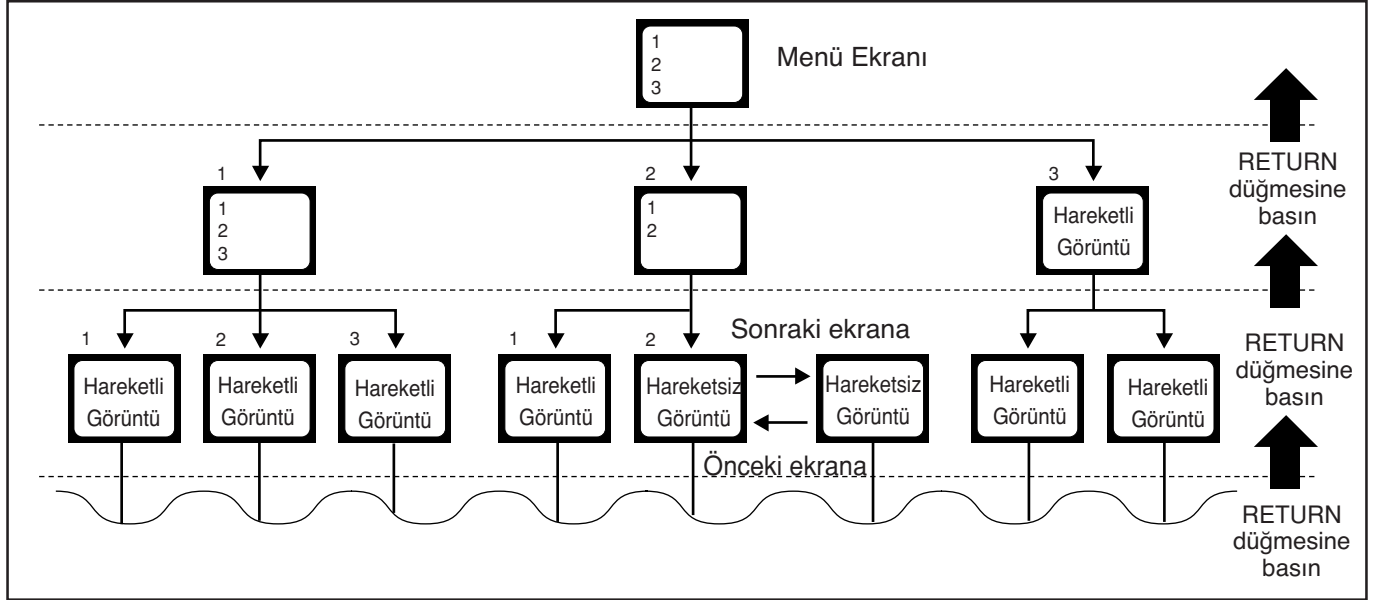 1
2
3
Menü Ekranı
RETURN
düğmesine
basın
1
1
2
3
2
1
2
3
Hareketli
Görüntü
RETURN
düğmesine
basın
1
Hareketli
Görüntü
2
Hareketli
Görüntü
3
Hareketli
Görüntü
1
Hareketli
Görüntü
2
Hareketsiz
Görüntü
Sonraki ekrana
Önceki ekrana
Hareketsiz
Görüntü
Hareketli
Görüntü
Hareketli
Görüntü
RETURN
düğmesine
basın